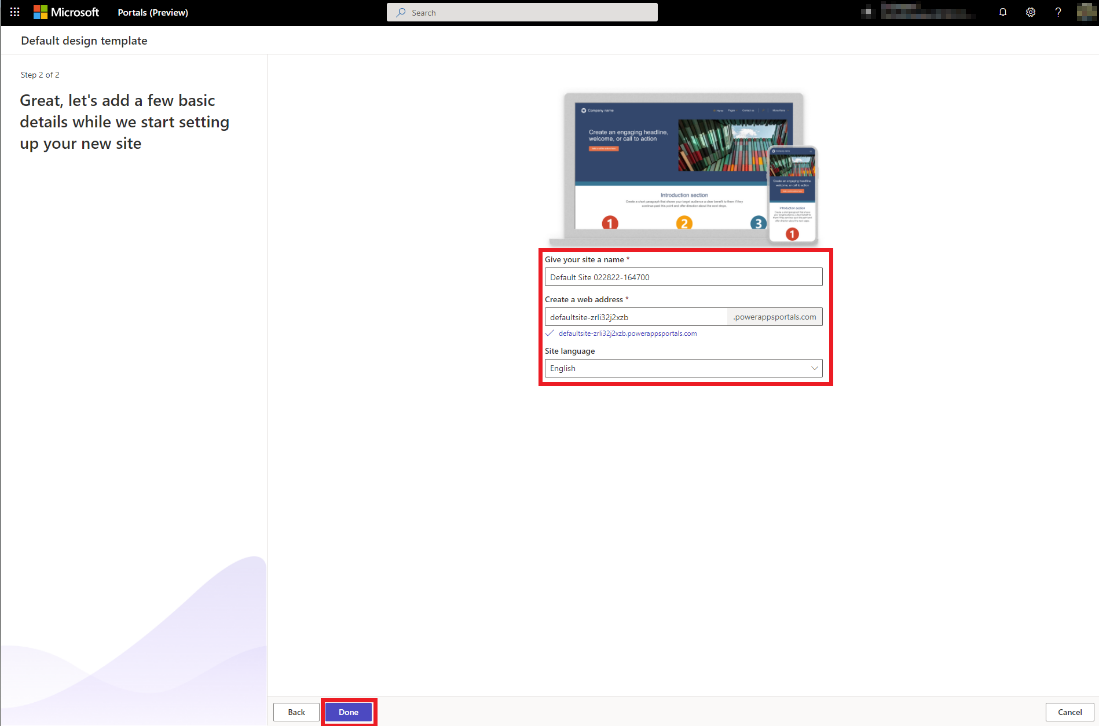 Microsoft
Portals (Preview)
Search
?
Default design template
Step 2 of 2
Great, let's add a few basic
details while we start setting
up your new site
Company name
Create an engaging headline,
welcome, or call to action
Introduction section
1
2
3
1
Give your site a name *
Default Site 022822-164700
Create a web address *
defaultsite-zrli32j2xzb
.powerappsportals.com
defaultsite-zrli32j2xzb.powerappsportals.com
Site language
English
Back
Done
Cancel